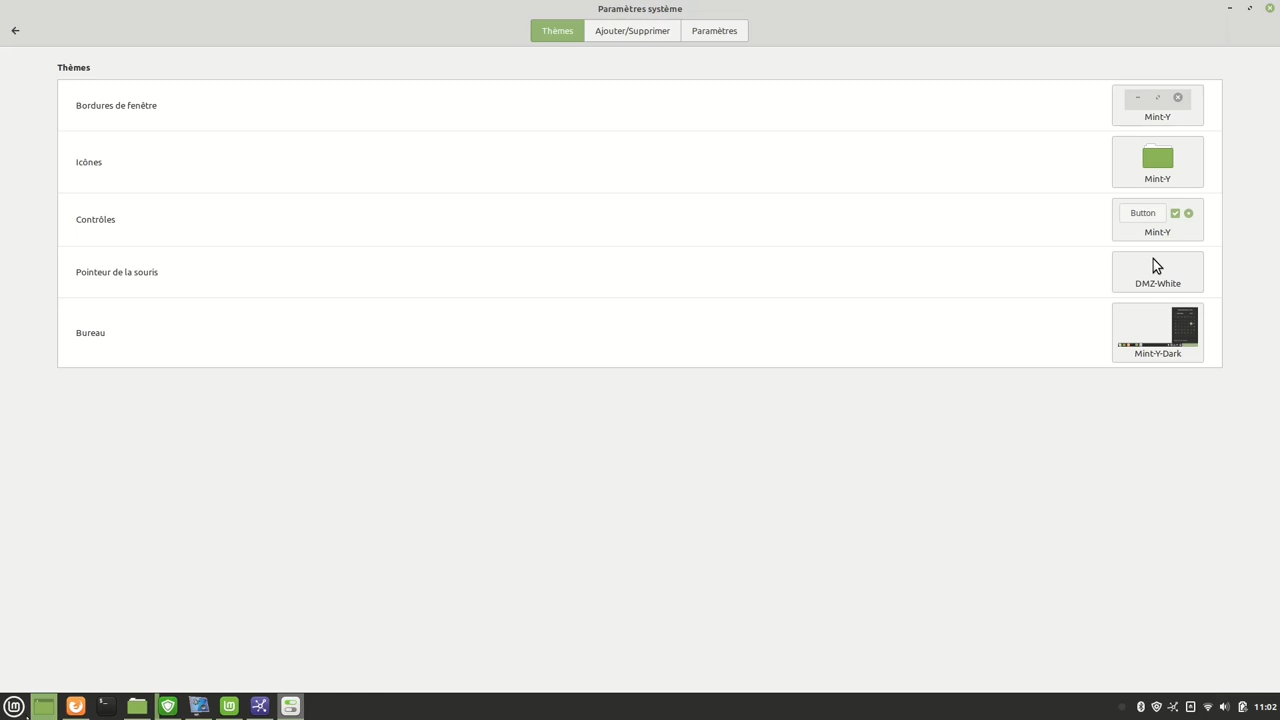 Paramètres système
Thèmes
Ajouter/Supprimer
Paramètres
Thèmes
Bordures de fenêtre
Mint-Y
Icônes
Mint-Y
Contrôles
Button
Mint-Y
Pointeur de la souris
DMZ-White
Bureau
Mint-Y-Dark
11:02